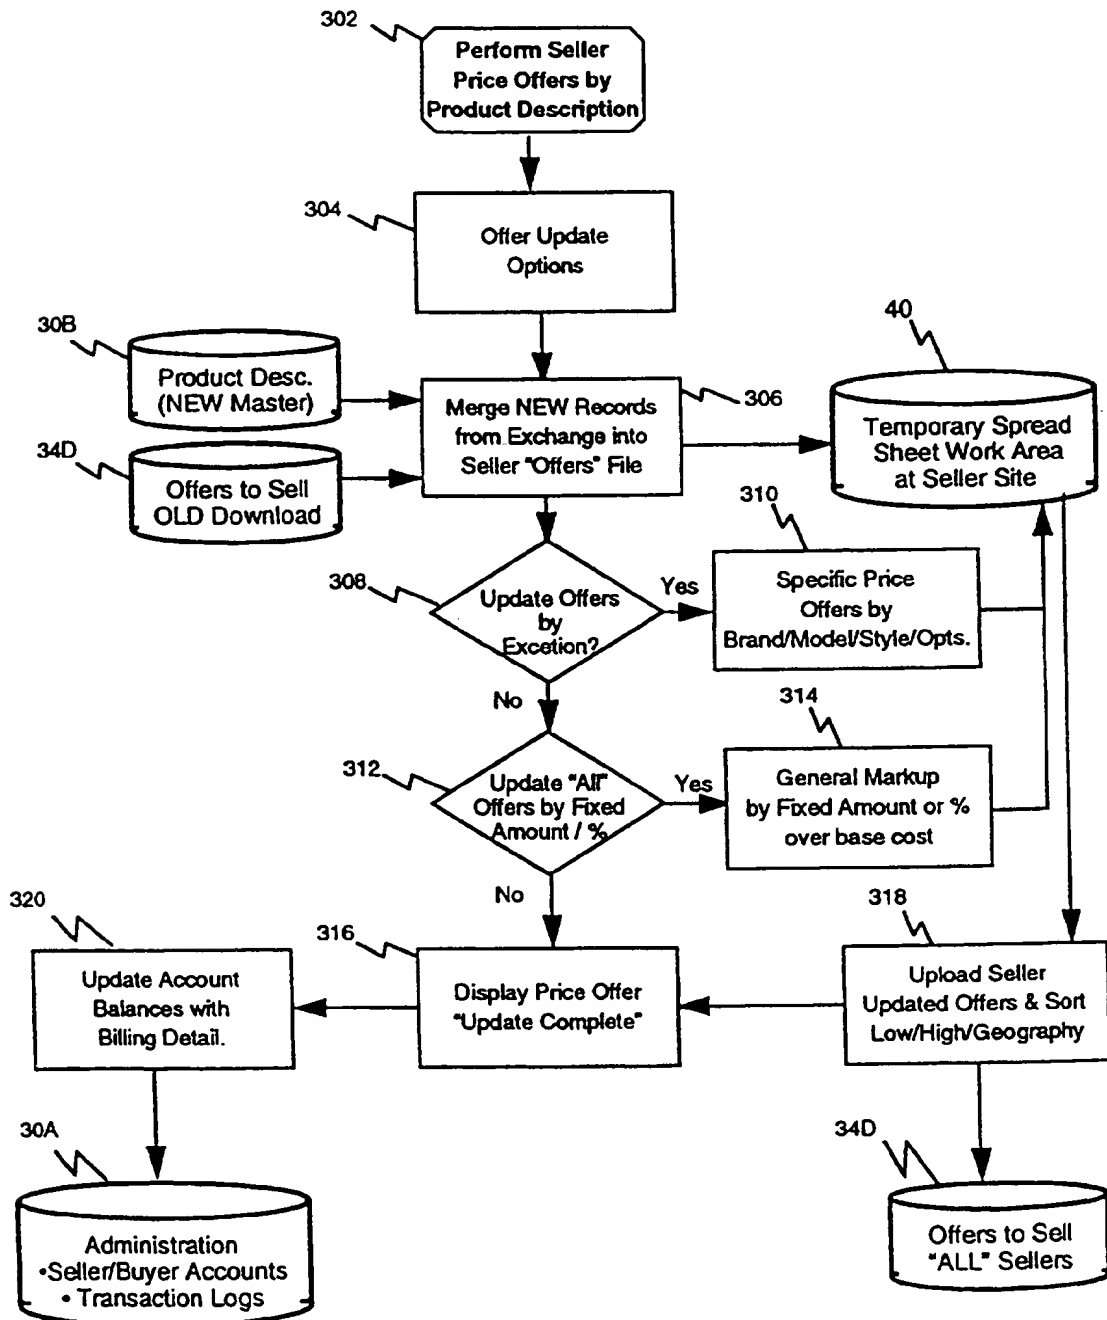 302
Perform Seller
Price Offers by
Product Description
304
Offer Update
Options
30B
Product Desc.
(NEW Master)
34D
Offers to Sell
OLD Download
Merge NEW Records
from Exchange into
Seller "Offers" File
306
40
Temporary Spread
Sheet Work Area
at Seller Site
308
Update Offers
by
Excetion?
Yes
310
Specific Price
Offers by
Brand/Model/Style/Opts.
No
312
Update "All"
Offers by Fixed
Amount / %
Yes
314
General Markup
by Fixed Amount or %
over base cost
No
320
Update Account
Balances with
Billing Detail.
316
Display Price Offer
"Update Complete"
318
Upload Seller
Updated Offers & Sort
Low/High/Geography
30A
Administration
•Seller/Buyer Accounts
• Transaction Logs
34D
Offers to Sell
"ALL" Sellers